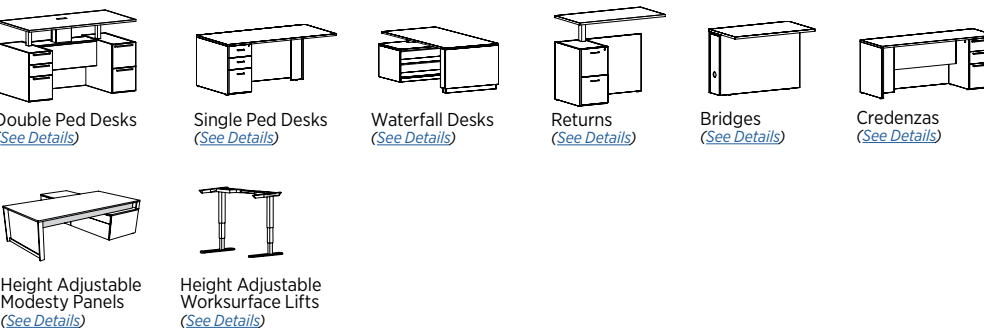 Double Ped Desks
(See Details)
Single Ped Desks
(See Details)
Waterfall Desks
(See Details)
Returns
(See Details)
Bridges
(See Details)
Credenzas
(See Details)
Height Adjustable
Modesty Panels
(See Details)
Height Adjustable
Worksurface Lifts
(See Details)